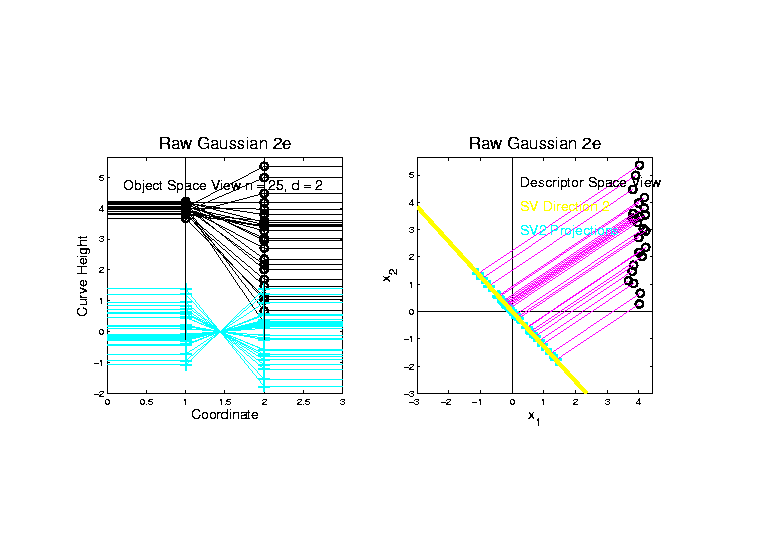 Raw Gaussian 2e
Object Space View n = 25, d = 2
Curve Height
5
4
3
2
1
0
−1
−2
0 0.5 1 1.5 2 2.5 3
Coordinate
Raw Gaussian 2e
Descriptor Space View
SV Direction 2
SV2 Projections
x2
5
4
3
2
1
0
−1
−2
−3
−3 −2 −1 0 1 2 3 4
x1